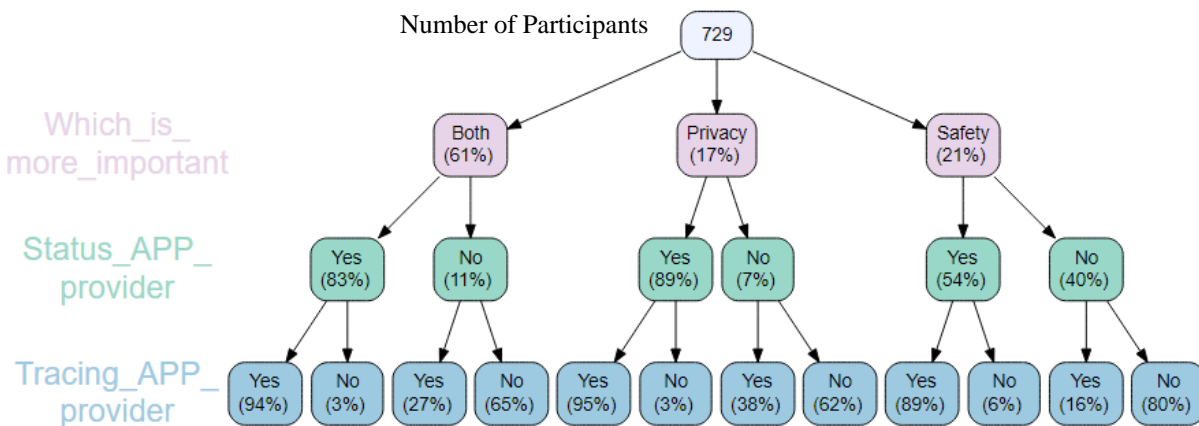 Number of Participants
729
Which_is_
more_important
Both
(61%)
Privacy
(17%)
Safety
(21%)
Status_APP_
provider
Yes
(83%)
No
(11%)
Yes
(89%)
No
(7%)
Yes
(54%)
No
(40%)
Tracing_APP_
provider
Yes
(94%)
No
(3%)
Yes
(27%)
No
(65%)
Yes
(95%)
No
(3%)
Yes
(38%)
No
(62%)
Yes
(89%)
No
(6%)
Yes
(16%)
No
(80%)